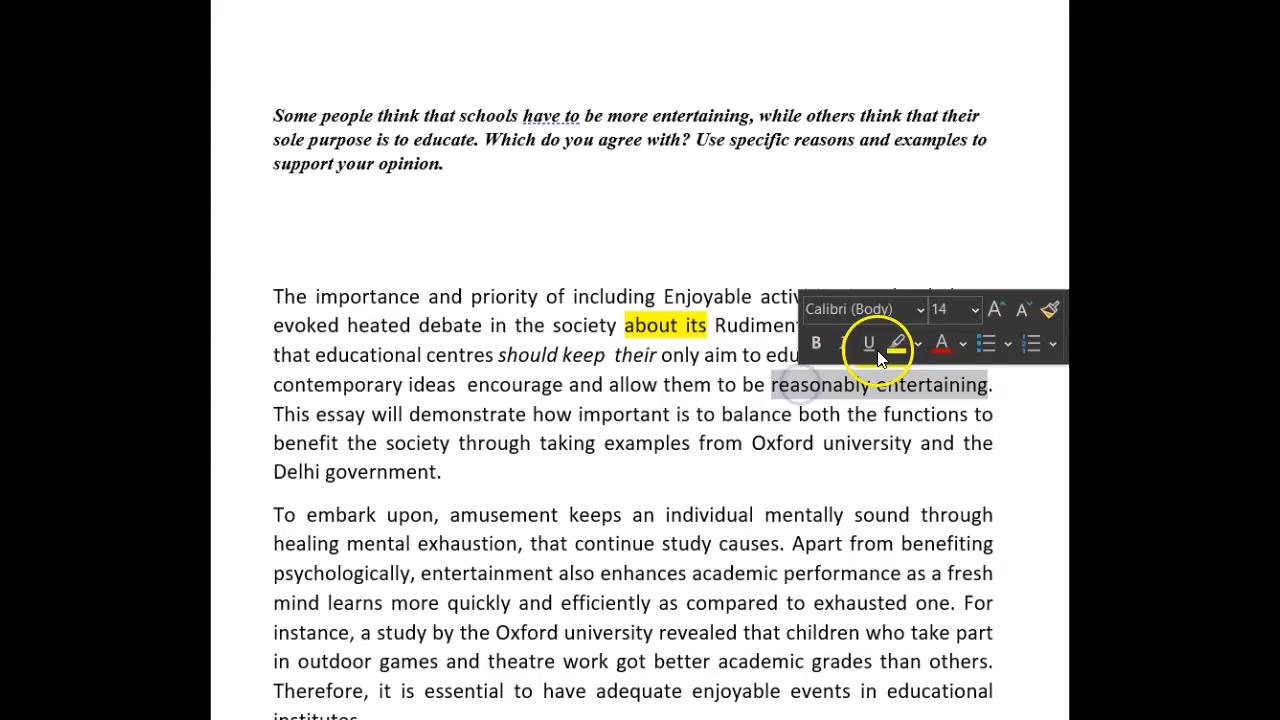 Some people think that schools have to be more entertaining, while others think that their
sole purpose is to educate. Which do you agree with? Use specific reasons and examples to
support your opinion.
The importance and priority of including Enjoyable
evoked heated debate in the society about its
Calibri (Body) 14
B U A
that educational centres should keep their only aim to
contemporary ideas encourage and allow them to be reasonably entertaining.
This essay will demonstrate how important is to balance both the functions to
benefit the society through taking examples from Oxford university and the
Delhi government.
To embark upon, amusement keeps an individual mentally sound through
healing mental exhaustion, that continue study causes. Apart from benefiting
psychologically, entertainment also enhances academic performance as a fresh
mind learns more quickly and efficiently as compared to exhausted one. For
instance, a study by the Oxford university revealed that children who take part
in outdoor games and theatre work got better academic grades than others.
Therefore, it is essential to have adequate enjoyable events in educational